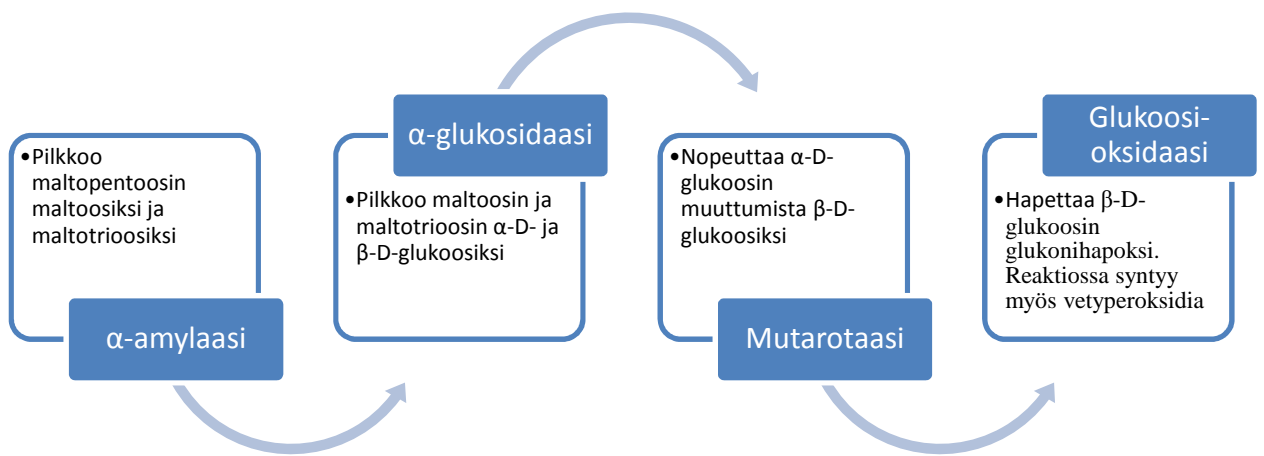 •Pilkkoo
maltopentoosin
maltoosiksi ja
maltotrioosiksi
α-amylaasi
α-glukosidaasi
•Pilkkoo maltoosin ja
maltotrioosin α-D- ja
β-D-glukoosiksi
•Nopeuttaa α-D-
glukoosin
muuttumista β-D-
glukoosiksi
Mutarotaasi
Glukoosi-
oksidaasi
•Hapettaa β-D-
glukoosin
glukonihapoksi.
Reaktiossa syntyy
myös vetyperoksidia